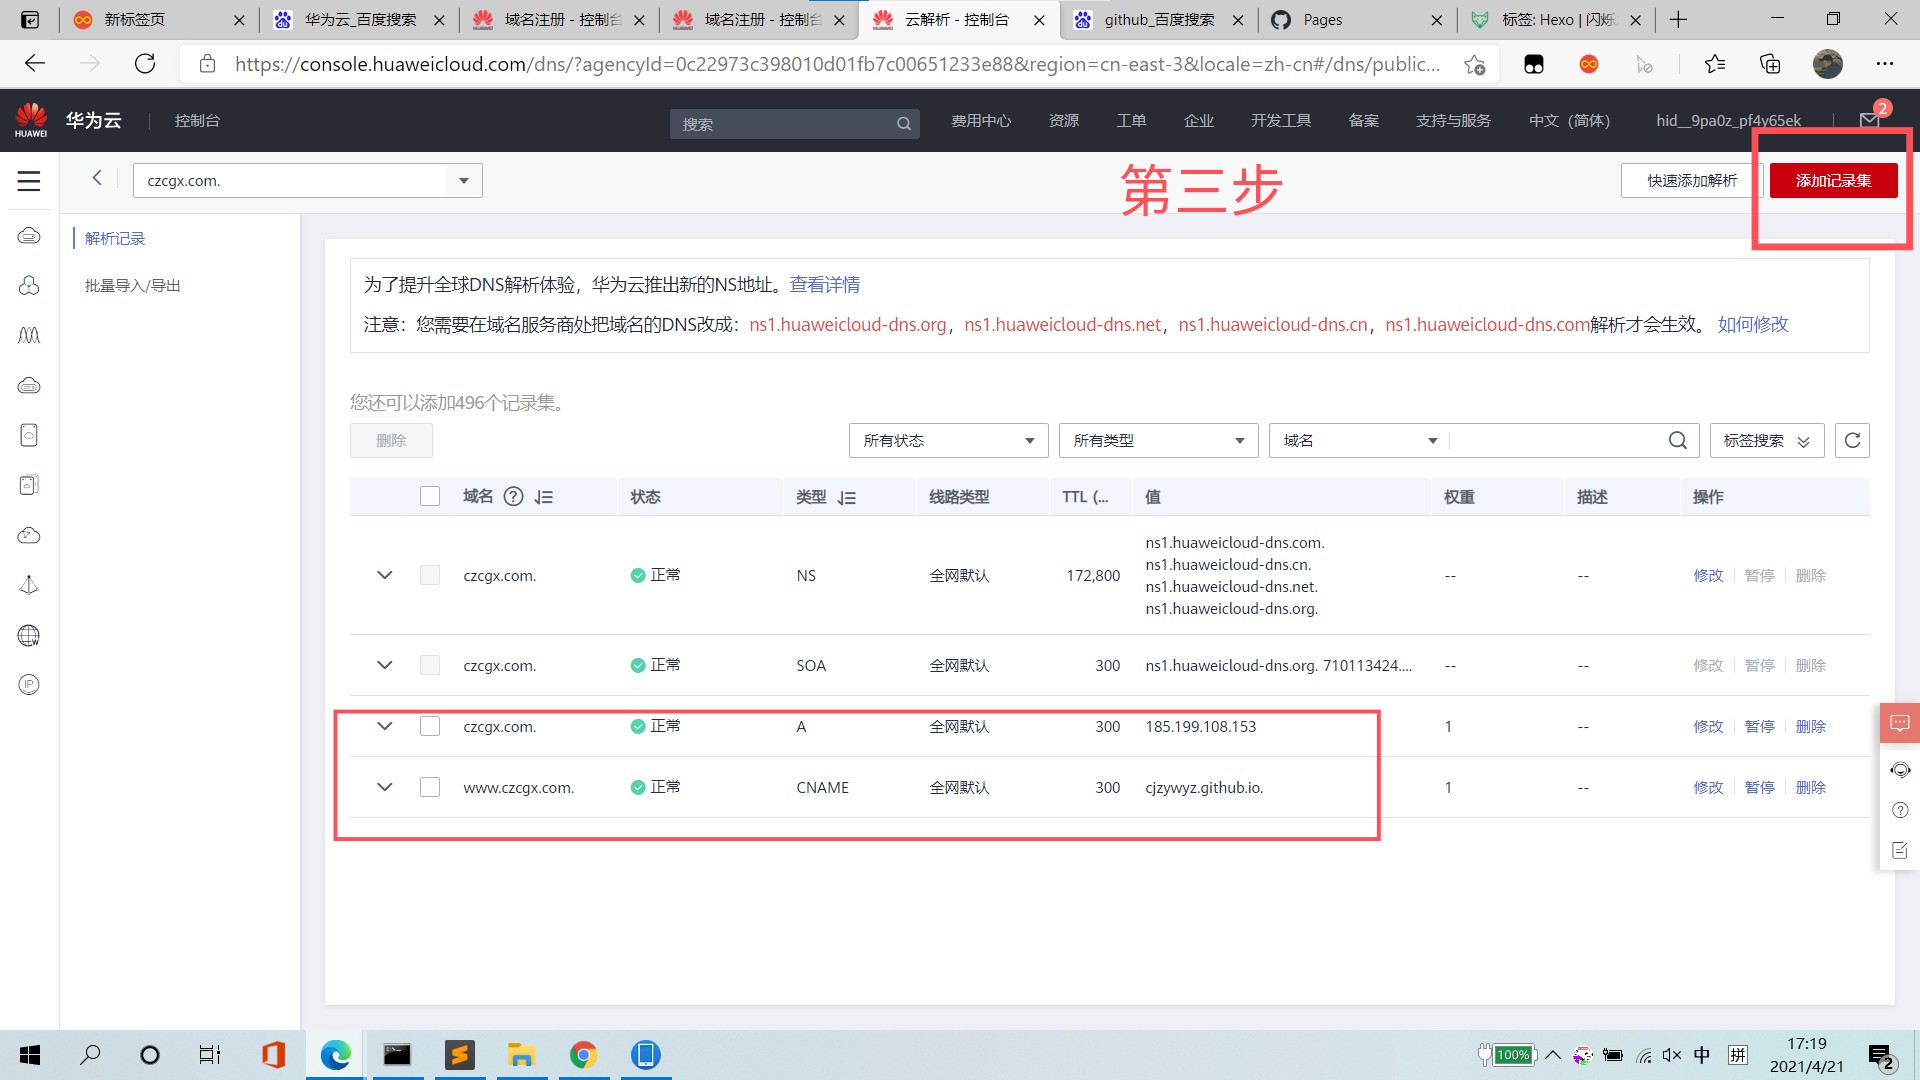 新标签页
华为云_百度搜索
域名注册 - 控制台
域名注册 - 控制台
云解析 - 控制台
github_百度搜索
Pages
标签: Hexo | 闪烁
https://console.huaweicloud.com/dns/?agencyId=0c22973c398010d01fb7c00651233e88&region=cn-east-3&locale=zh-cn#/dns/public...
HUAWEI
华为云
控制台
搜索
费用中心
资源
工单
企业
开发工具
备案
支持与服务
中文（简体）
hid__9pa0z_pf4y65ek
2
czcgx.com.
第三步
快速添加解析
添加记录集
解析记录
批量导入/导出
为了提升全球DNS解析体验，华为云推出新的NS地址。查看详情
注意：您需要在域名服务商处把域名的DNS改成：ns1.huaweicloud-dns.org，ns1.huaweicloud-dns.net，ns1.huaweicloud-dns.cn，ns1.huaweicloud-dns.com解析才会生效。 如何修改
您还可以添加496个记录集。
删除
所有状态
所有类型
域名
标签搜索
域名 状态 类型 线路类型 TTL (... 值 权重 描述 操作
ns1.huaweicloud-dns.com.
ns1.huaweicloud-dns.cn.
czcgx.com. 正常 NS 全网默认 172,800 -- -- 修改 暂停 删除
ns1.huaweicloud-dns.net.
ns1.huaweicloud-dns.org.
czcgx.com. 正常 SOA 全网默认 300 ns1.huaweicloud-dns.org. 710113424.... -- -- 修改 暂停 删除
czcgx.com. 正常 A 全网默认 300 185.199.108.153 1 -- 修改 暂停 删除
www.czcgx.com. 正常 CNAME 全网默认 300 cjzywyz.github.io. 1 -- 修改 暂停 删除
IP
100%
中
拼
17:19
2021/4/21
2